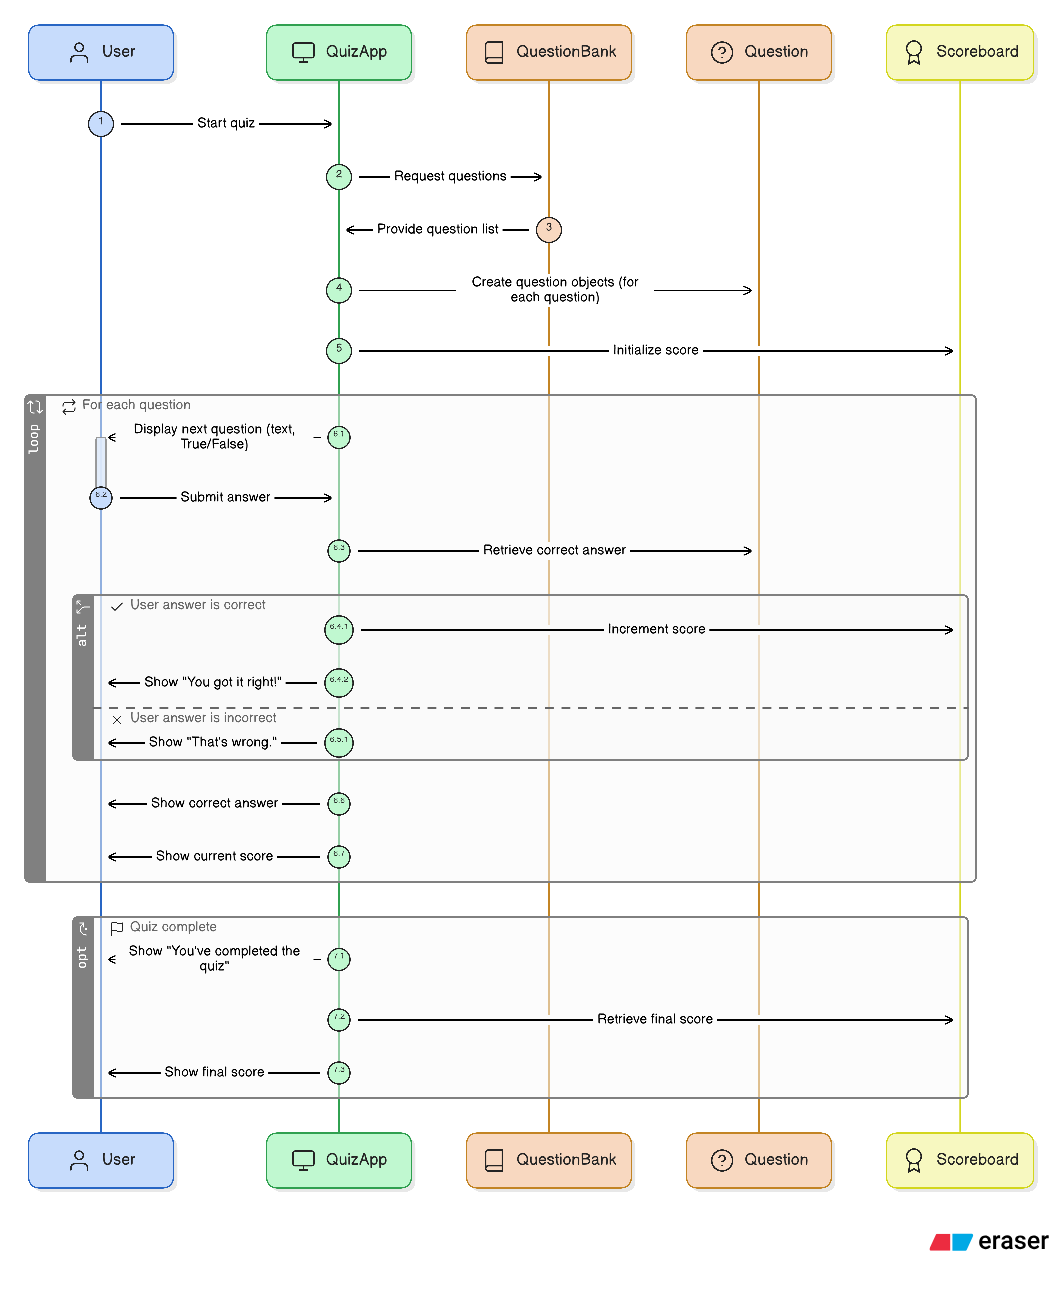 User
QuizApp
QuestionBank
Question
Scoreboard
1
Start quiz
2
Request questions
Provide question list
3
4
Create question objects (for
each question)
5
Initialize score
loop
For each question
Display next question (text,
True/False)
6.1
6.2
Submit answer
6.3
Retrieve correct answer
alt
User answer is correct
6.4.1
Increment score
Show "You got it right!"
6.4.2
User answer is incorrect
Show "That's wrong."
6.5.1
Show correct answer
6.6
Show current score
6.7
opt
Quiz complete
Show "You've completed the
quiz"
7.1
7.2
Retrieve final score
Show final score
7.3
User
QuizApp
QuestionBank
Question
Scoreboard
eraser